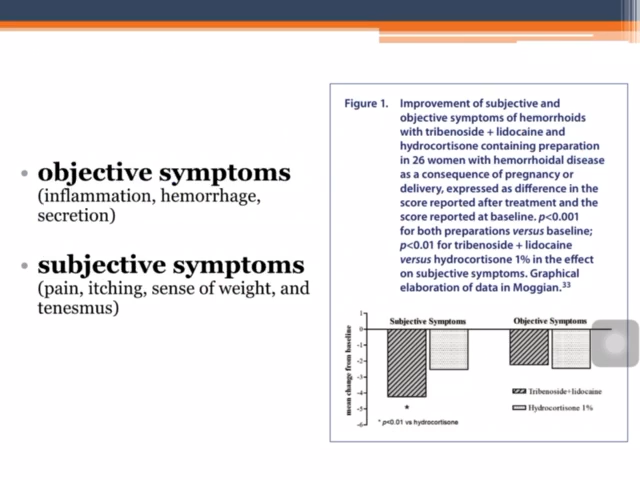 • objective symptoms
(inflammation, hemorrhage,
secretion)
• subjective symptoms
(pain, itching, sense of weight, and
tenesmus)
Figure 1. Improvement of subjective and
objective symptoms of hemorrhoids
with tribenoside + lidocaine and
hydrocortisone containing preparation
in 26 women with hemorrhoidal disease
as a consequence of pregnancy or
delivery, expressed as difference in the
score reported after treatment and the
score reported at baseline. p<0.001
for both preparations versus baseline;
p<0.01 for tribenoside + lidocaine
versus hydrocortisone 1% in the effect
on subjective symptoms. Graphical
elaboration of data in Moggian.33
mean change from baseline
1
0
-1
-2
-3
-4
-5
-6
Subjective Symptoms
Objective Symptoms
*
Tribenoside+lidocaine
Hydrocortisone 1%
* p<0.01 vs hydrocortisone